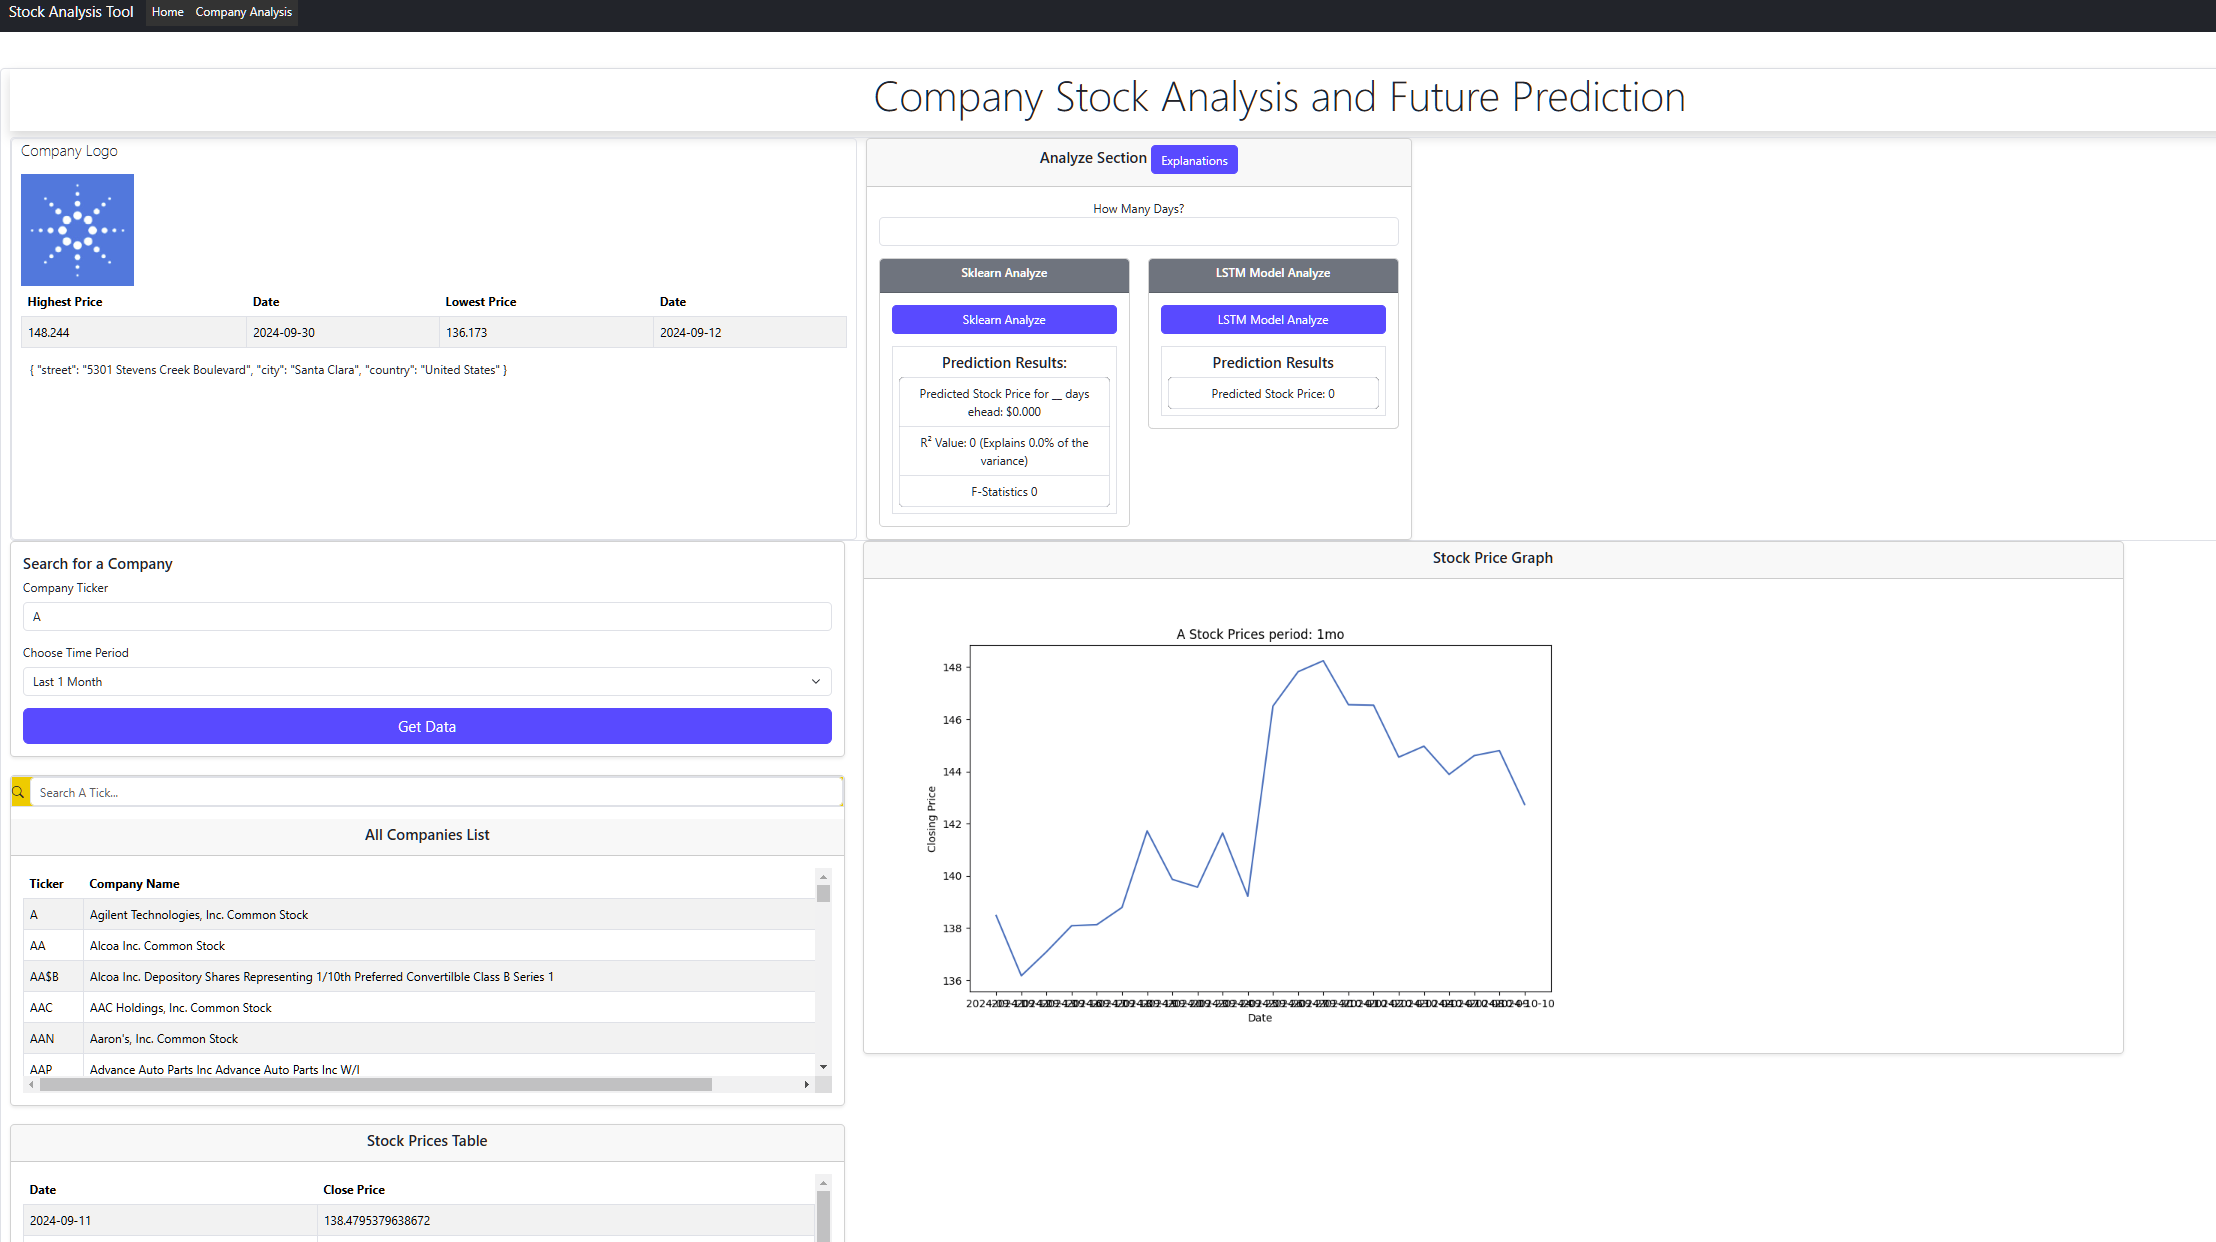 Stock Analysis Tool Home Company Analysis
Company Stock Analysis and Future Prediction
Company Logo
Highest Price Date Lowest Price Date
148.244 2024-09-30 136.173 2024-09-12
{ "street": "5301 Stevens Creek Boulevard", "city": "Santa Clara", "country": "United States" }
Analyze Section Explanations
How Many Days?
Sklearn Analyze
Sklearn Analyze
Prediction Results:
Predicted Stock Price for __ days
ehead: $0.000
R² Value: 0 (Explains 0.0% of the
variance)
F-Statistics 0
LSTM Model Analyze
LSTM Model Analyze
Prediction Results
Predicted Stock Price: 0
Search for a Company
Company Ticker
A
Choose Time Period
Last 1 Month
Get Data
Search A Tick...
All Companies List
Ticker Company Name
A Agilent Technologies, Inc. Common Stock
AA Alcoa Inc. Common Stock
AA$B Alcoa Inc. Depository Shares Representing 1/10th Preferred Convertilble Class B Series 1
AAC AAC Holdings, Inc. Common Stock
AAN Aaron's, Inc. Common Stock
AAP Advance Auto Parts Inc Advance Auto Parts Inc W/I
Stock Prices Table
Date Close Price
2024-09-11 138.4795379638672
Stock Price Graph
A Stock Prices period: 1mo
148
146
144
142
140
138
136
Closing Price
Date